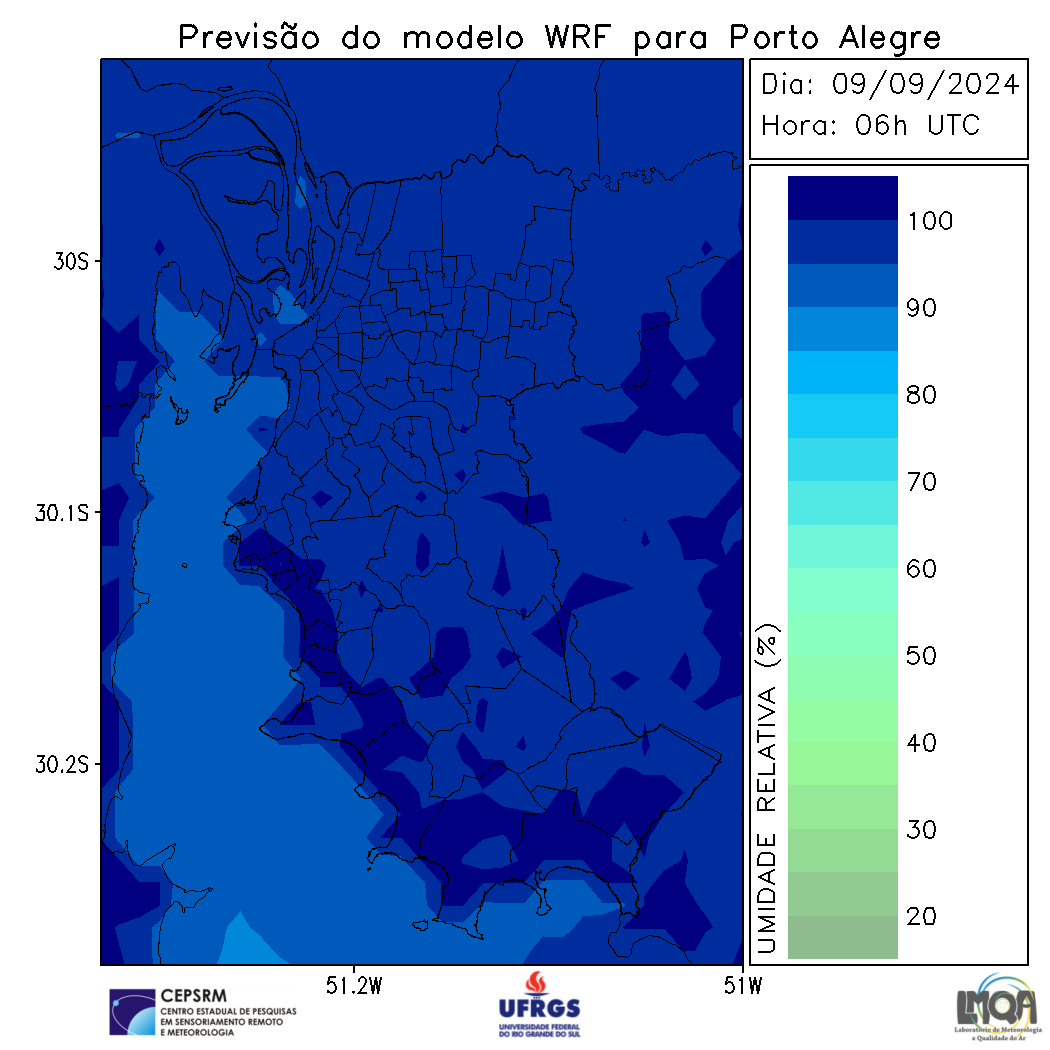 Previsão do modelo WRF para Porto Alegre
Dia: 09/09/2024
Hora: 06h UTC
30S
30.1S
30.2S
51.2W
51W
UMIDADE RELATIVA (%)
100
90
80
70
60
50
40
30
20
CEPSRM
CENTRO ESTADUAL DE PESQUISAS
EM SENSORIAMENTO REMOTO
E METEOROLOGIA
UFRGS
UNIVERSIDADE FEDERAL
DO RIO GRANDE DO SUL
LMQA
Laboratório de Meteorologia
e Qualidade do Ar